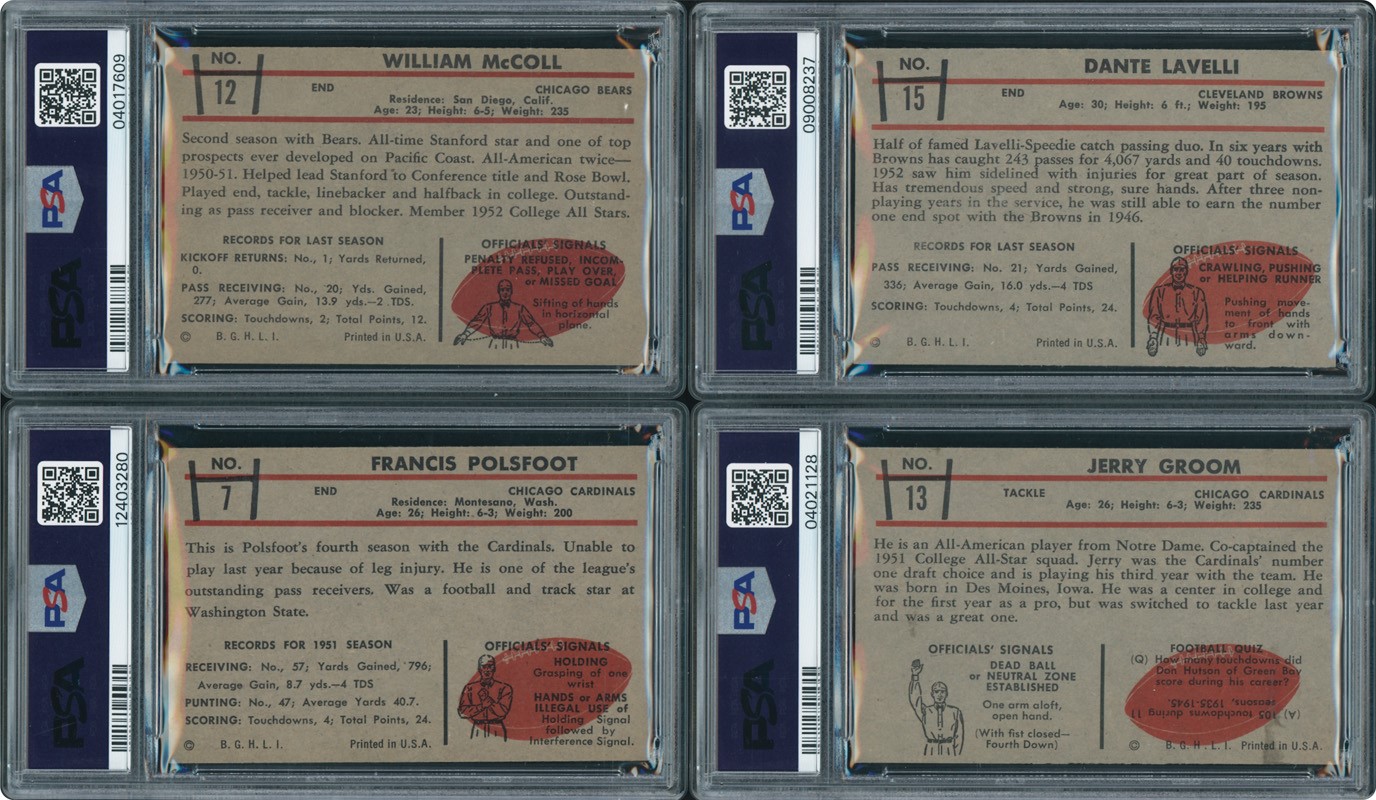 PSA
04017609
PSA
NO.
12
WILLIAM McCOLL
END
CHICAGO BEARS
Residence: San Diego, Calif.
Age: 23; Height: 6-5; Weight: 235
Second season with Bears. All-time Stanford star and one of top
prospects ever developed on Pacific Coast. All-American twice—
1950-51. Helped lead Stanford to Conference title and Rose Bowl.
Played end, tackle, linebacker and halfback in college. Outstand-
ing as pass receiver and blocker. Member 1952 College All Stars.
RECORDS FOR LAST SEASON
KICKOFF RETURNS: No., 1; Yards Returned,
0.
PASS RECEIVING: No., 20; Yds. Gained,
277; Average Gain, 13.9 yds.—2 TDS.
SCORING: Touchdowns, 2; Total Points, 12.
© B. G. H. L. I. Printed in U.S.A.
OFFICIALS' SIGNALS
PENALTY REFUSED, INCOM-
PLETE PASS, PLAY OVER,
or MISSED GOAL
Sifting of hands
in horizontal
plane.
PSA
09008237
PSA
NO.
15
DANTE LAVELLI
END
CLEVELAND BROWNS
Age: 30; Height: 6 ft.; Weight: 195
Half of famed Lavelli-Speedie catch passing duo. In six years with
Browns has caught 243 passes for 4,067 yards and 40 touchdowns.
1952 saw him sidelined with injuries for great part of season.
Has tremendous speed and strong, sure hands. After three non-
playing years in the service, he was still able to earn the number
one end spot with the Browns in 1946.
RECORDS FOR LAST SEASON
PASS RECEIVING: No. 21; Yards Gained,
336; Average Gain, 16.0 yds.—4 TDS
SCORING: Touchdowns, 4; Total Points, 24.
© B. G. H. L. I. Printed in U.S.A.
OFFICIALS' SIGNALS
CRAWLING, PUSHING
or HELPING RUNNER
Pushing move-
ment of hands
to front with
arms down-
ward.
PSA
12403280
PSA
NO.
7
FRANCIS POLSFOOT
END
CHICAGO CARDINALS
Residence: Montesano, Wash.
Age: 26; Height: 6-3; Weight: 200
This is Polsfoot's fourth season with the Cardinals. Unable to
play last year because of leg injury. He is one of the league's
outstanding pass receivers. Was a football and track star at
Washington State.
RECORDS FOR 1951 SEASON
RECEIVING: No., 57; Yards Gained, 796;
Average Gain, 8.7 yds.—4 TDS
PUNTING: No., 47; Average Yards 40.7.
SCORING: Touchdowns, 4; Total Points, 24.
© B. G. H. L. I. Printed in U.S.A.
OFFICIALS' SIGNALS
HOLDING
Grasping of one
wrist
HANDS or ARMS
ILLEGAL USE of
Holding Signal
followed by
Interference Signal.
PSA
04021128
PSA
NO.
13
JERRY GROOM
TACKLE
CHICAGO CARDINALS
Age: 26; Height: 6-3; Weight: 235
He is an All-American player from Notre Dame. Co-captained the
1951 College All-Star squad. Jerry was the Cardinals' number
one draft choice and is playing his third year with the team. He
was born in Des Moines, Iowa. He was a center in college and
for the first year as a pro, but was switched to tackle last year
and was a great one.
OFFICIALS' SIGNALS
DEAD BALL
or NEUTRAL ZONE
ESTABLISHED
One arm aloft,
open hand.
(With fist closed—
Fourth Down)
FOOTBALL QUIZ
(Q) How many touchdowns did
Don Hutson of Green Bay
score during his career?
(A) 105 touchdowns during 11
seasons, 1935-1945.
© B. G. H. L. I. Printed in U.S.A.